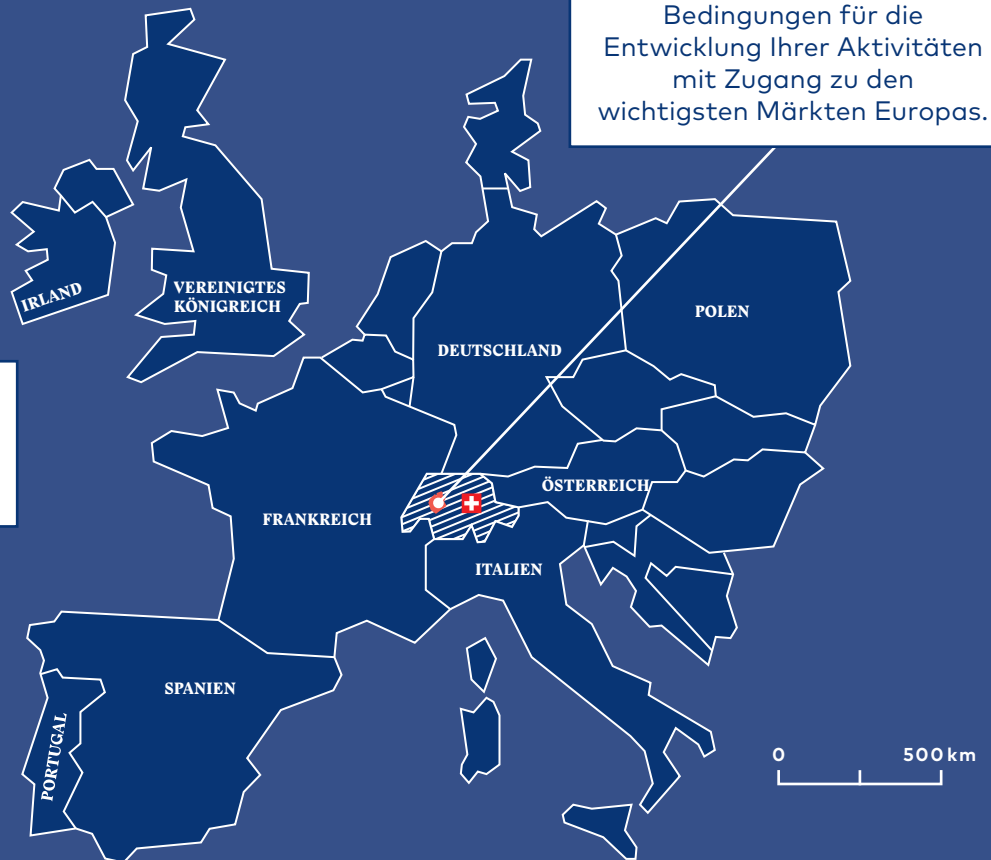 Bedingungen für die
Entwicklung Ihrer Aktivitäten
mit Zugang zu den
wichtigsten Märkten Europas.
IRLAND
VEREINIGTES
KÖNIGREICH
POLEN
DEUTSCHLAND
ÖSTERREICH
FRANKREICH
ITALIEN
SPANIEN
PORTUGAL
0 500 km